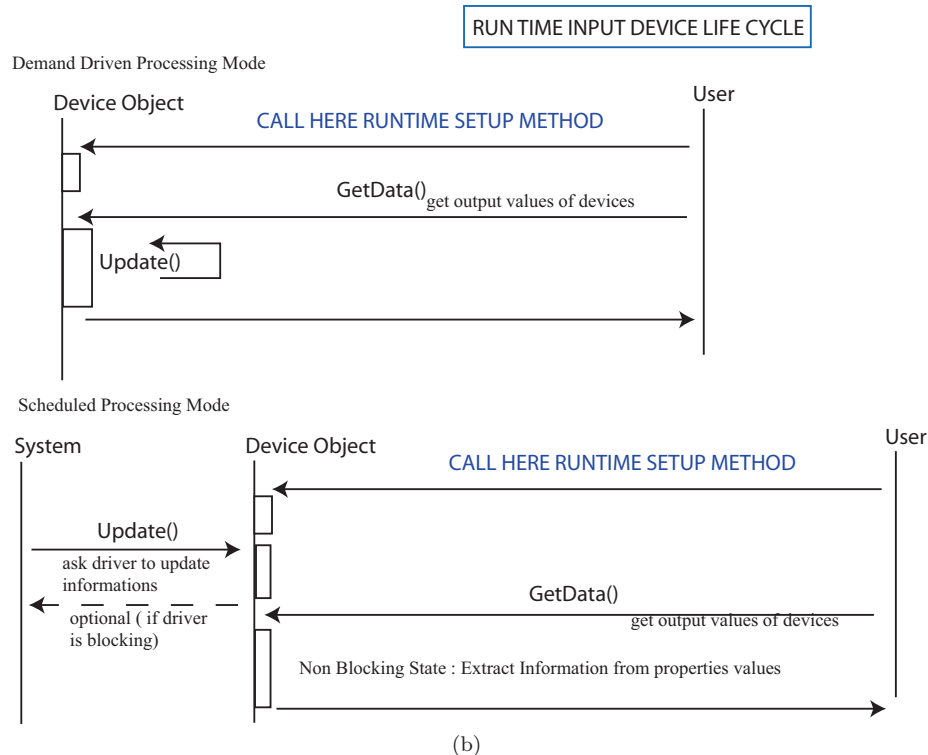 RUN TIME INPUT DEVICE LIFE CYCLE
Demand Driven Processing Mode
Device Object
User
CALL HERE RUNTIME SETUP METHOD
GetData()
get output values of devices
Update()
Scheduled Processing Mode
System
Device Object
User
CALL HERE RUNTIME SETUP METHOD
Update()
ask driver to update
informations
GetData()
get output values of devices
optional ( if driver
is blocking)
Non Blocking State : Extract Information from properties values
(b)